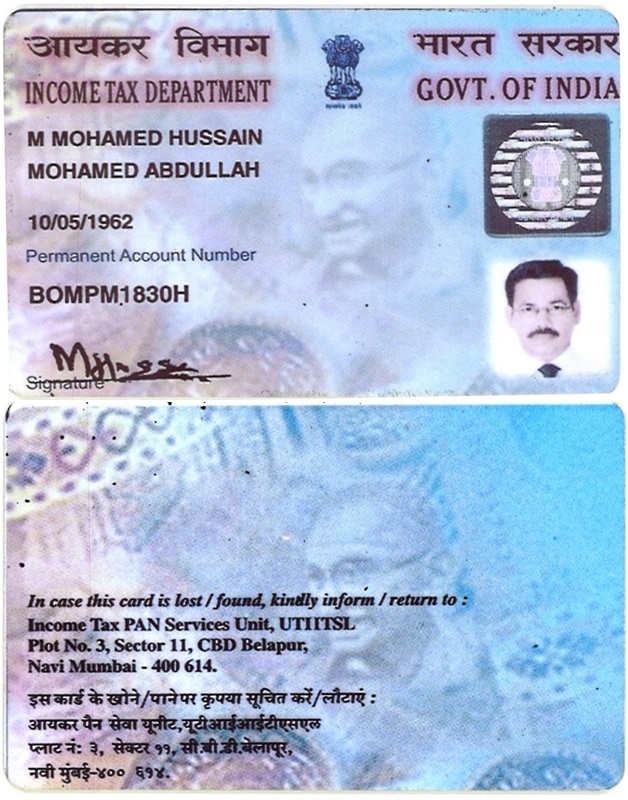 आयकर विभाग
भारत सरकार
INCOME TAX DEPARTMENT
GOVT. OF INDIA
M MOHAMED HUSSAIN
MOHAMED ABDULLAH
10/05/1962
Permanent Account Number
BOMPM1830H
Signature
In case this card is lost / found, kindly inform / return to :
Income Tax PAN Services Unit, UTIITSL
Plot No. 3, Sector 11, CBD Belapur,
Navi Mumbai - 400 614.
इस कार्ड के खोने/पाने पर कृपया सूचित करें/लौटाएं :
आयकर पैन सेवा यूनीट,यूटीआईआईटीएसएल
प्लाट नं: ३, सेक्टर ११, सी.बी.डी.बेलापूर,
नवी मुंबई-४०० ६१४.